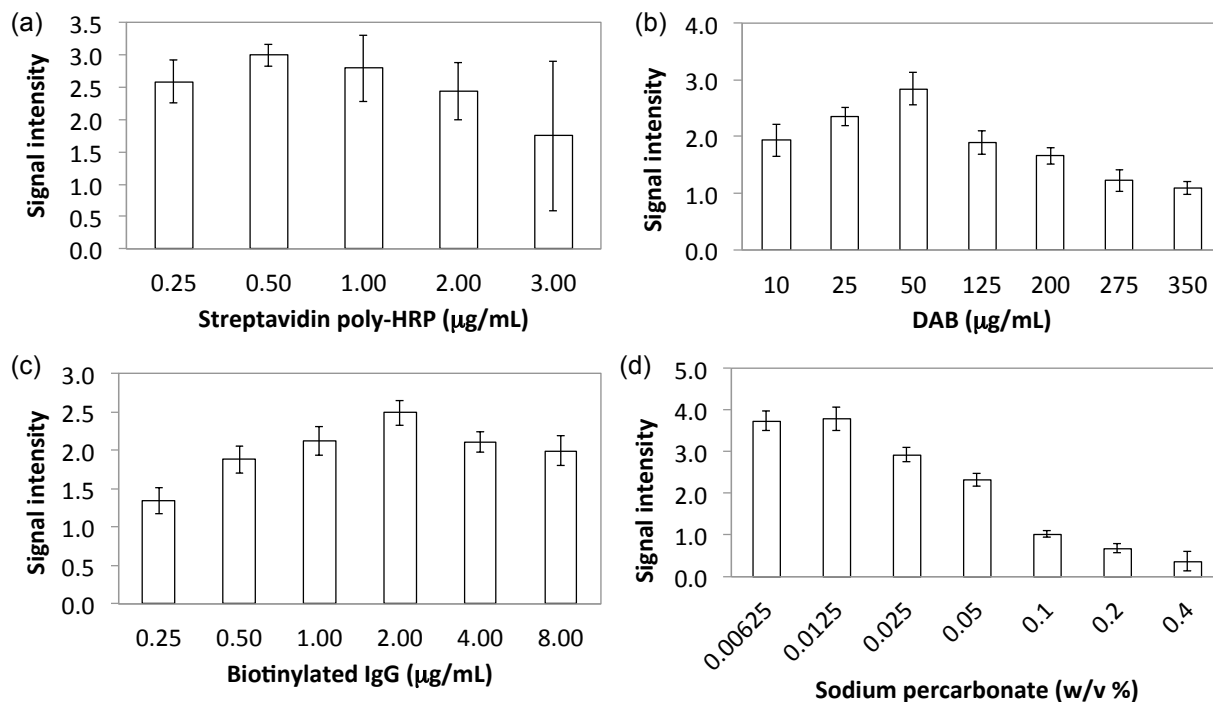 (a)
Signal intensity
3.5
3.0
2.5
2.0
1.5
1.0
0.5
0.0
0.25 0.50 1.00 2.00 3.00
Streptavidin poly-HRP (µg/mL)
(b)
Signal intensity
4.0
3.0
2.0
1.0
0.0
10 25 50 125 200 275 350
DAB (µg/mL)
(c)
Signal intensity
3.0
2.5
2.0
1.5
1.0
0.5
0.0
0.25 0.50 1.00 2.00 4.00 8.00
Biotinylated IgG (µg/mL)
(d)
Signal intensity
5.0
4.0
3.0
2.0
1.0
0.0
0.00625 0.0125 0.025 0.05 0.1 0.2 0.4
Sodium percarbonate (w/v %)